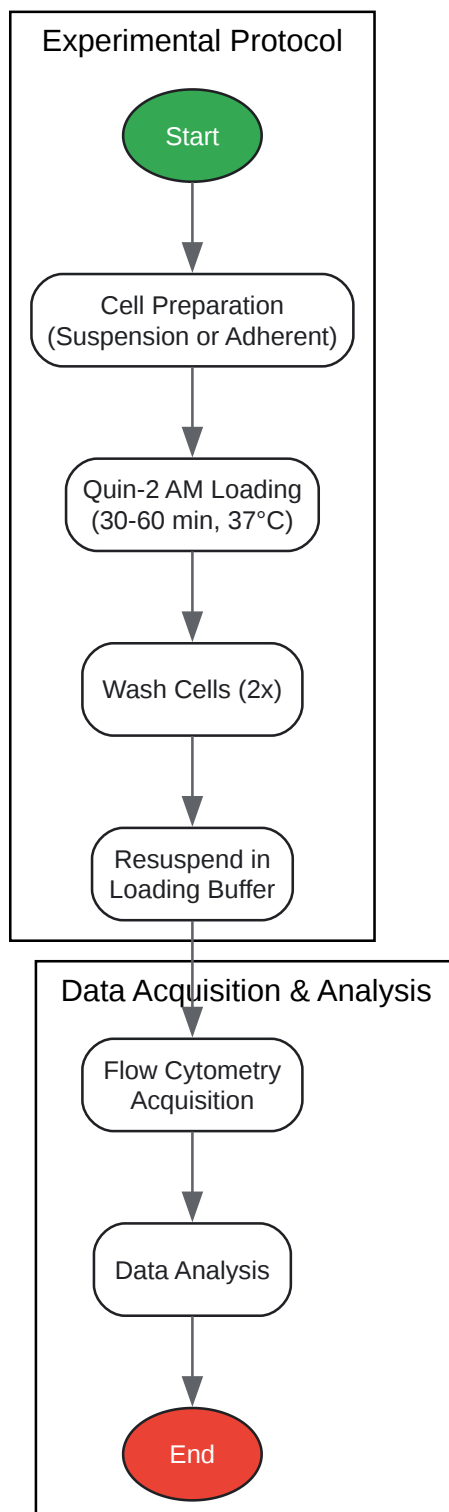 Experimental Protocol
Start
Cell Preparation
(Suspension or Adherent)
Quin-2 AM Loading
(30-60 min, 37°C)
Wash Cells (2x)
Resuspend in
Loading Buffer
Data Acquisition & Analysis
Flow Cytometry
Acquisition
Data Analysis
End